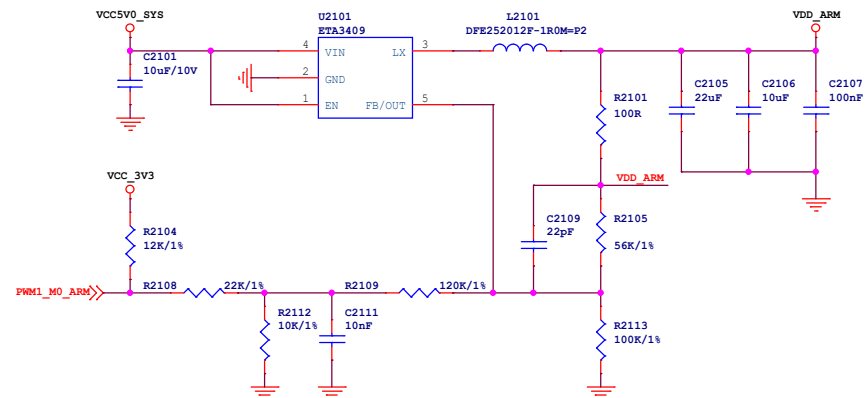 VCC5V0_SYS
U2101
ETA3409
L2101
DFE252012F-1R0M=P2
VDD_ARM
C2101
10uF/10V
4
VIN
LX
3
2
GND
1
EN
FB/OUT
5
R2101
100R
C2105
22uF
C2106
10uF
C2107
100nF
VCC_3V3
VDD_ARM
R2104
12K/1%
C2109
22pF
R2105
56K/1%
PWM1_M0_ARM
R2108
22K/1%
R2109
120K/1%
R2112
10K/1%
C2111
10nF
R2113
100K/1%